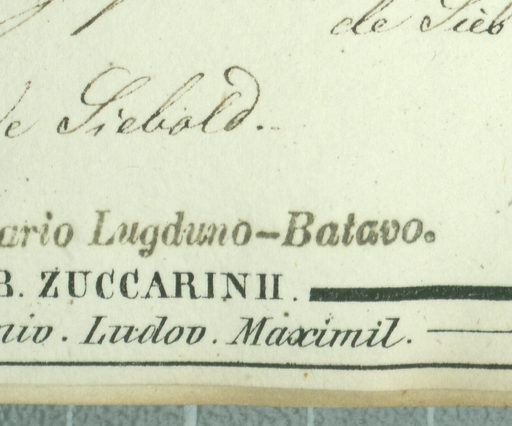 de Sieb
de Siebold.
ario Lugduno-Batavo.
B. ZUCCARINII.
niv. Ludov. Maximil.